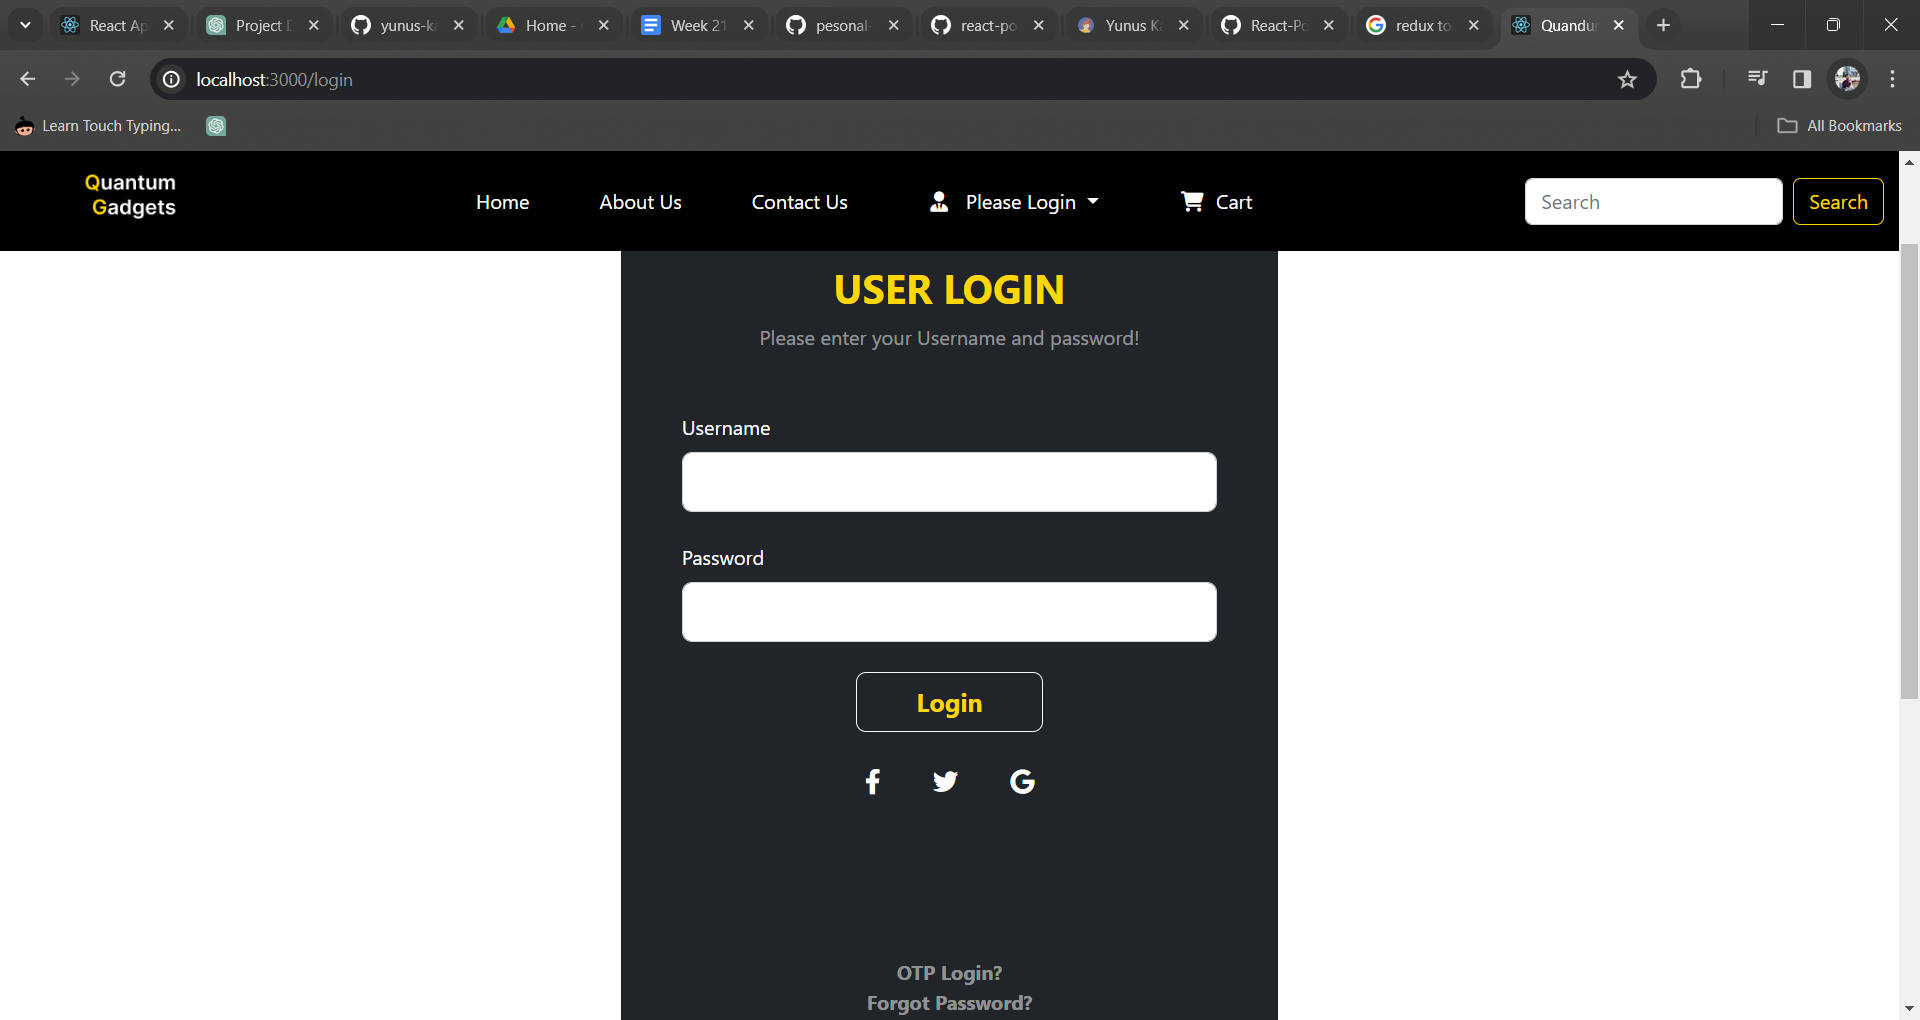 React Ap
Project D
yunus-ka
Home -
Week 21
pesonal-
react-po
Yunus Ka
React-Po
redux to
Quandu
localhost:3000/login
Learn Touch Typing...
All Bookmarks
Quantum
Gadgets
Home
About Us
Contact Us
Please Login
Cart
Search
Search
USER LOGIN
Please enter your Username and password!
Username
Password
Login
OTP Login?
Forgot Password?